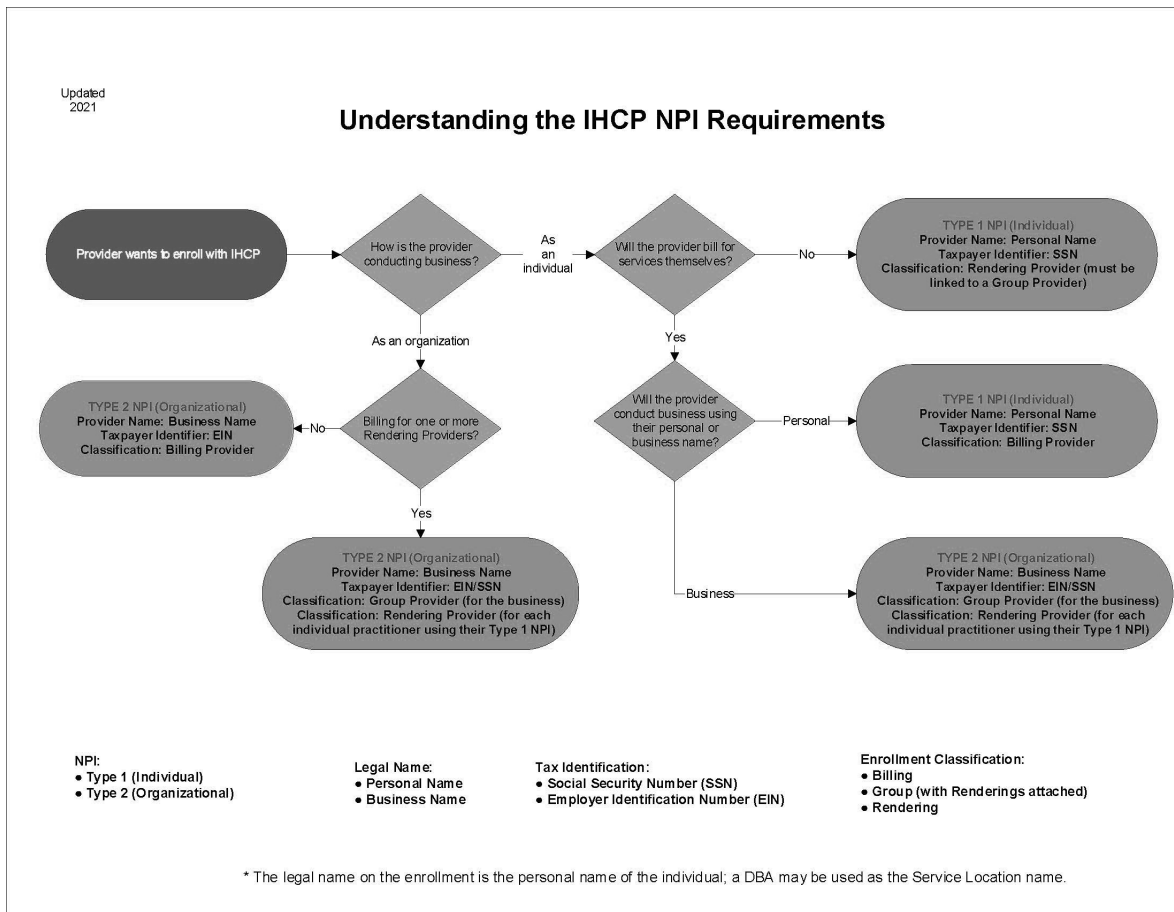 Updated
2021
Understanding the IHCP NPI Requirements
Provider wants to enroll with IHCP
How is the provider
conducting business?
As
an
individual
Will the provider bill for
services themselves?
No
TYPE 1 NPI (Individual)
Provider Name: Personal Name
Taxpayer Identifier: SSN
Classification: Rendering Provider (must be
linked to a Group Provider)
As an organization
Yes
TYPE 2 NPI (Organizational)
Provider Name: Business Name
Taxpayer Identifier: EIN
Classification: Billing Provider
No
Billing for one or more
Rendering Providers?
Will the provider
conduct business using
their personal or
business name?
Personal
TYPE 1 NPI (Individual)
Provider Name: Personal Name
Taxpayer Identifier: SSN
Classification: Billing Provider
Yes
TYPE 2 NPI (Organizational)
Provider Name: Business Name
Taxpayer Identifier: EIN/SSN
Classification: Group Provider (for the business)
Classification: Rendering Provider (for each
individual practitioner using their Type 1 NPI)
Business
TYPE 2 NPI (Organizational)
Provider Name: Business Name
Taxpayer Identifier: EIN/SSN
Classification: Group Provider (for the business)
Classification: Rendering Provider (for each
individual practitioner using their Type 1 NPI)
NPI:
● Type 1 (Individual)
● Type 2 (Organizational)
Legal Name:
● Personal Name
● Business Name
Tax Identification:
● Social Security Number (SSN)
● Employer Identification Number (EIN)
Enrollment Classification:
● Billing
● Group (with Renderings attached)
● Rendering
* The legal name on the enrollment is the personal name of the individual; a DBA may be used as the Service Location name.